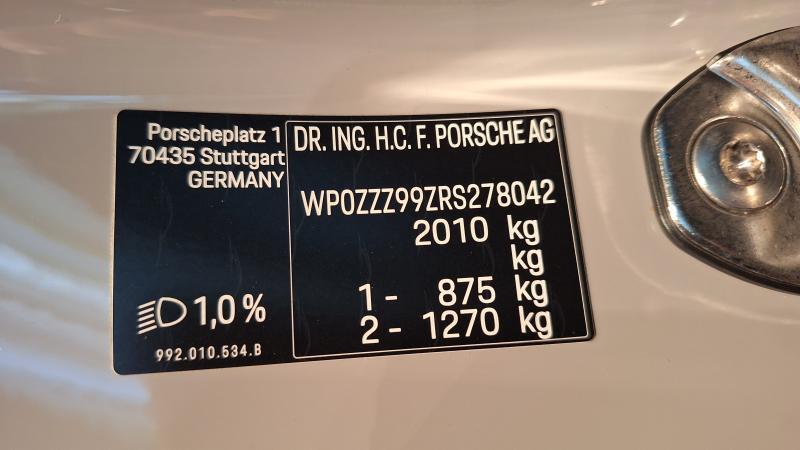 Porscheplatz 1
70435 Stuttgart
GERMANY
1,0 %
992.010.534.B
DR. ING. H.C. F. PORSCHE AG
WP0ZZZ99ZRS278042
2010 kg
kg
1 - 875 kg
2 - 1270 kg